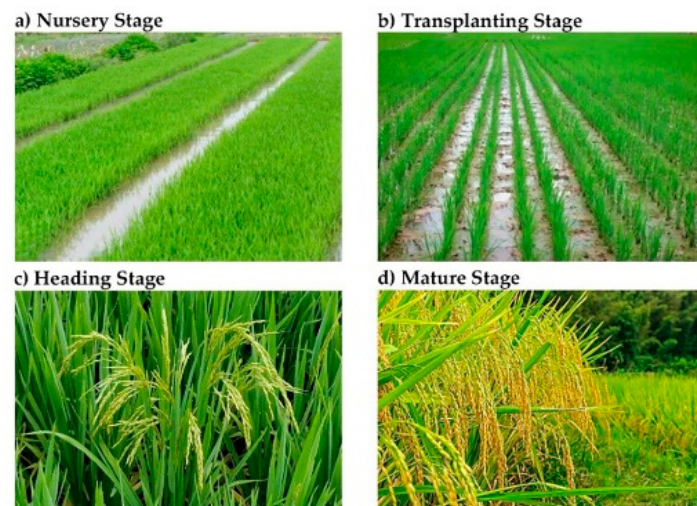 a) Nursery Stage
b) Transplanting Stage
c) Heading Stage
d) Mature Stage